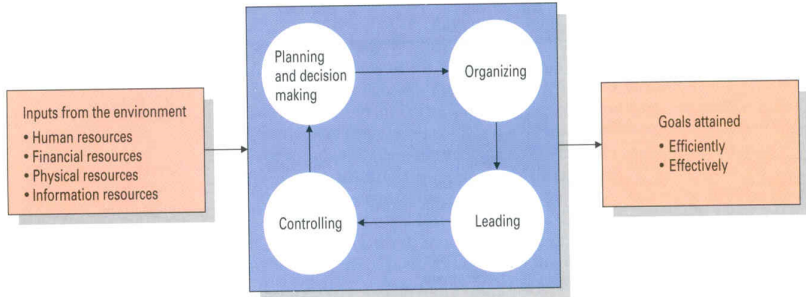 Inputs from the environment
• Human resources
• Financial resources
• Physical resources
• Information resources
Planning
and decision
making
Organizing
Controlling
Leading
Goals attained
• Efficiently
• Effectively